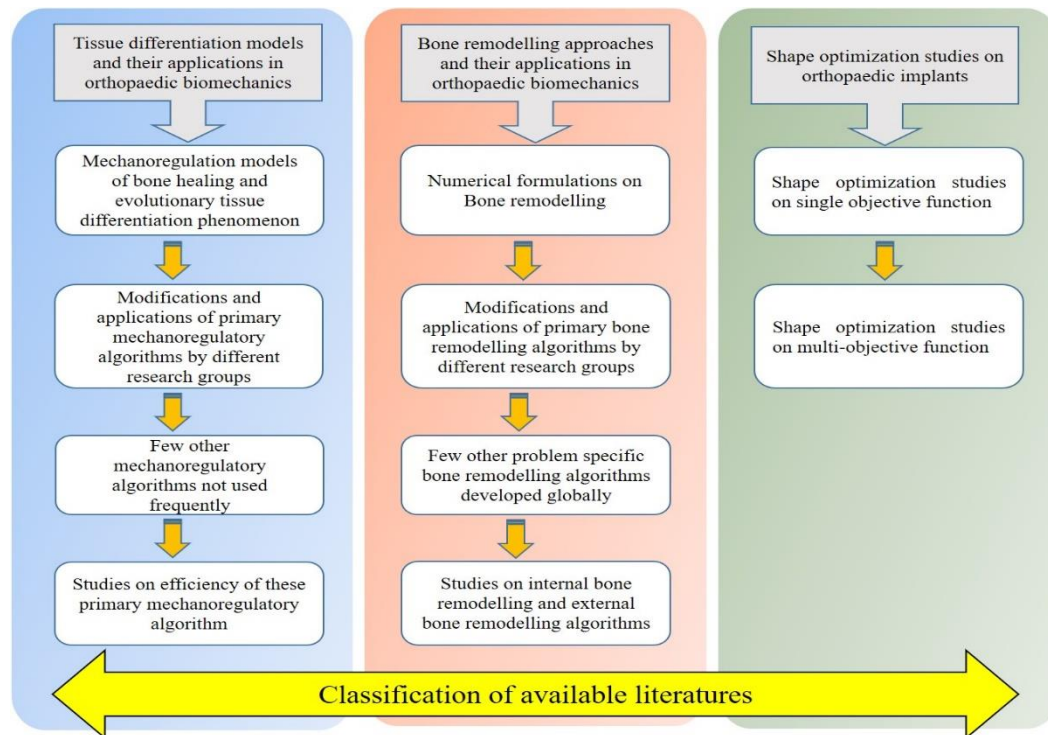 Tissue differentiation models
and their applications in
orthopaedic biomechanics
Mechanoregulation models
of bone healing and
evolutionary tissue
differentiation phenomenon
Modifications and
applications of primary
mechanoregulatory
algorithms by different
research groups
Few other
mechanoregulatory
algorithms not used
frequently
Studies on efficiency of these
primary mechanoregulatory
algorithm
Bone remodelling approaches
and their applications in
orthopaedic biomechanics
Numerical formulations on
Bone remodelling
Modifications and
applications of primary bone
remodelling algorithms by
different research groups
Few other problem specific
bone remodelling algorithms
developed globally
Studies on internal bone
remodelling and external
bone remodelling algorithms
Shape optimization studies on
orthopaedic implants
Shape optimization studies
on single objective function
Shape optimization studies
on multi-objective function
Classification of available literatures